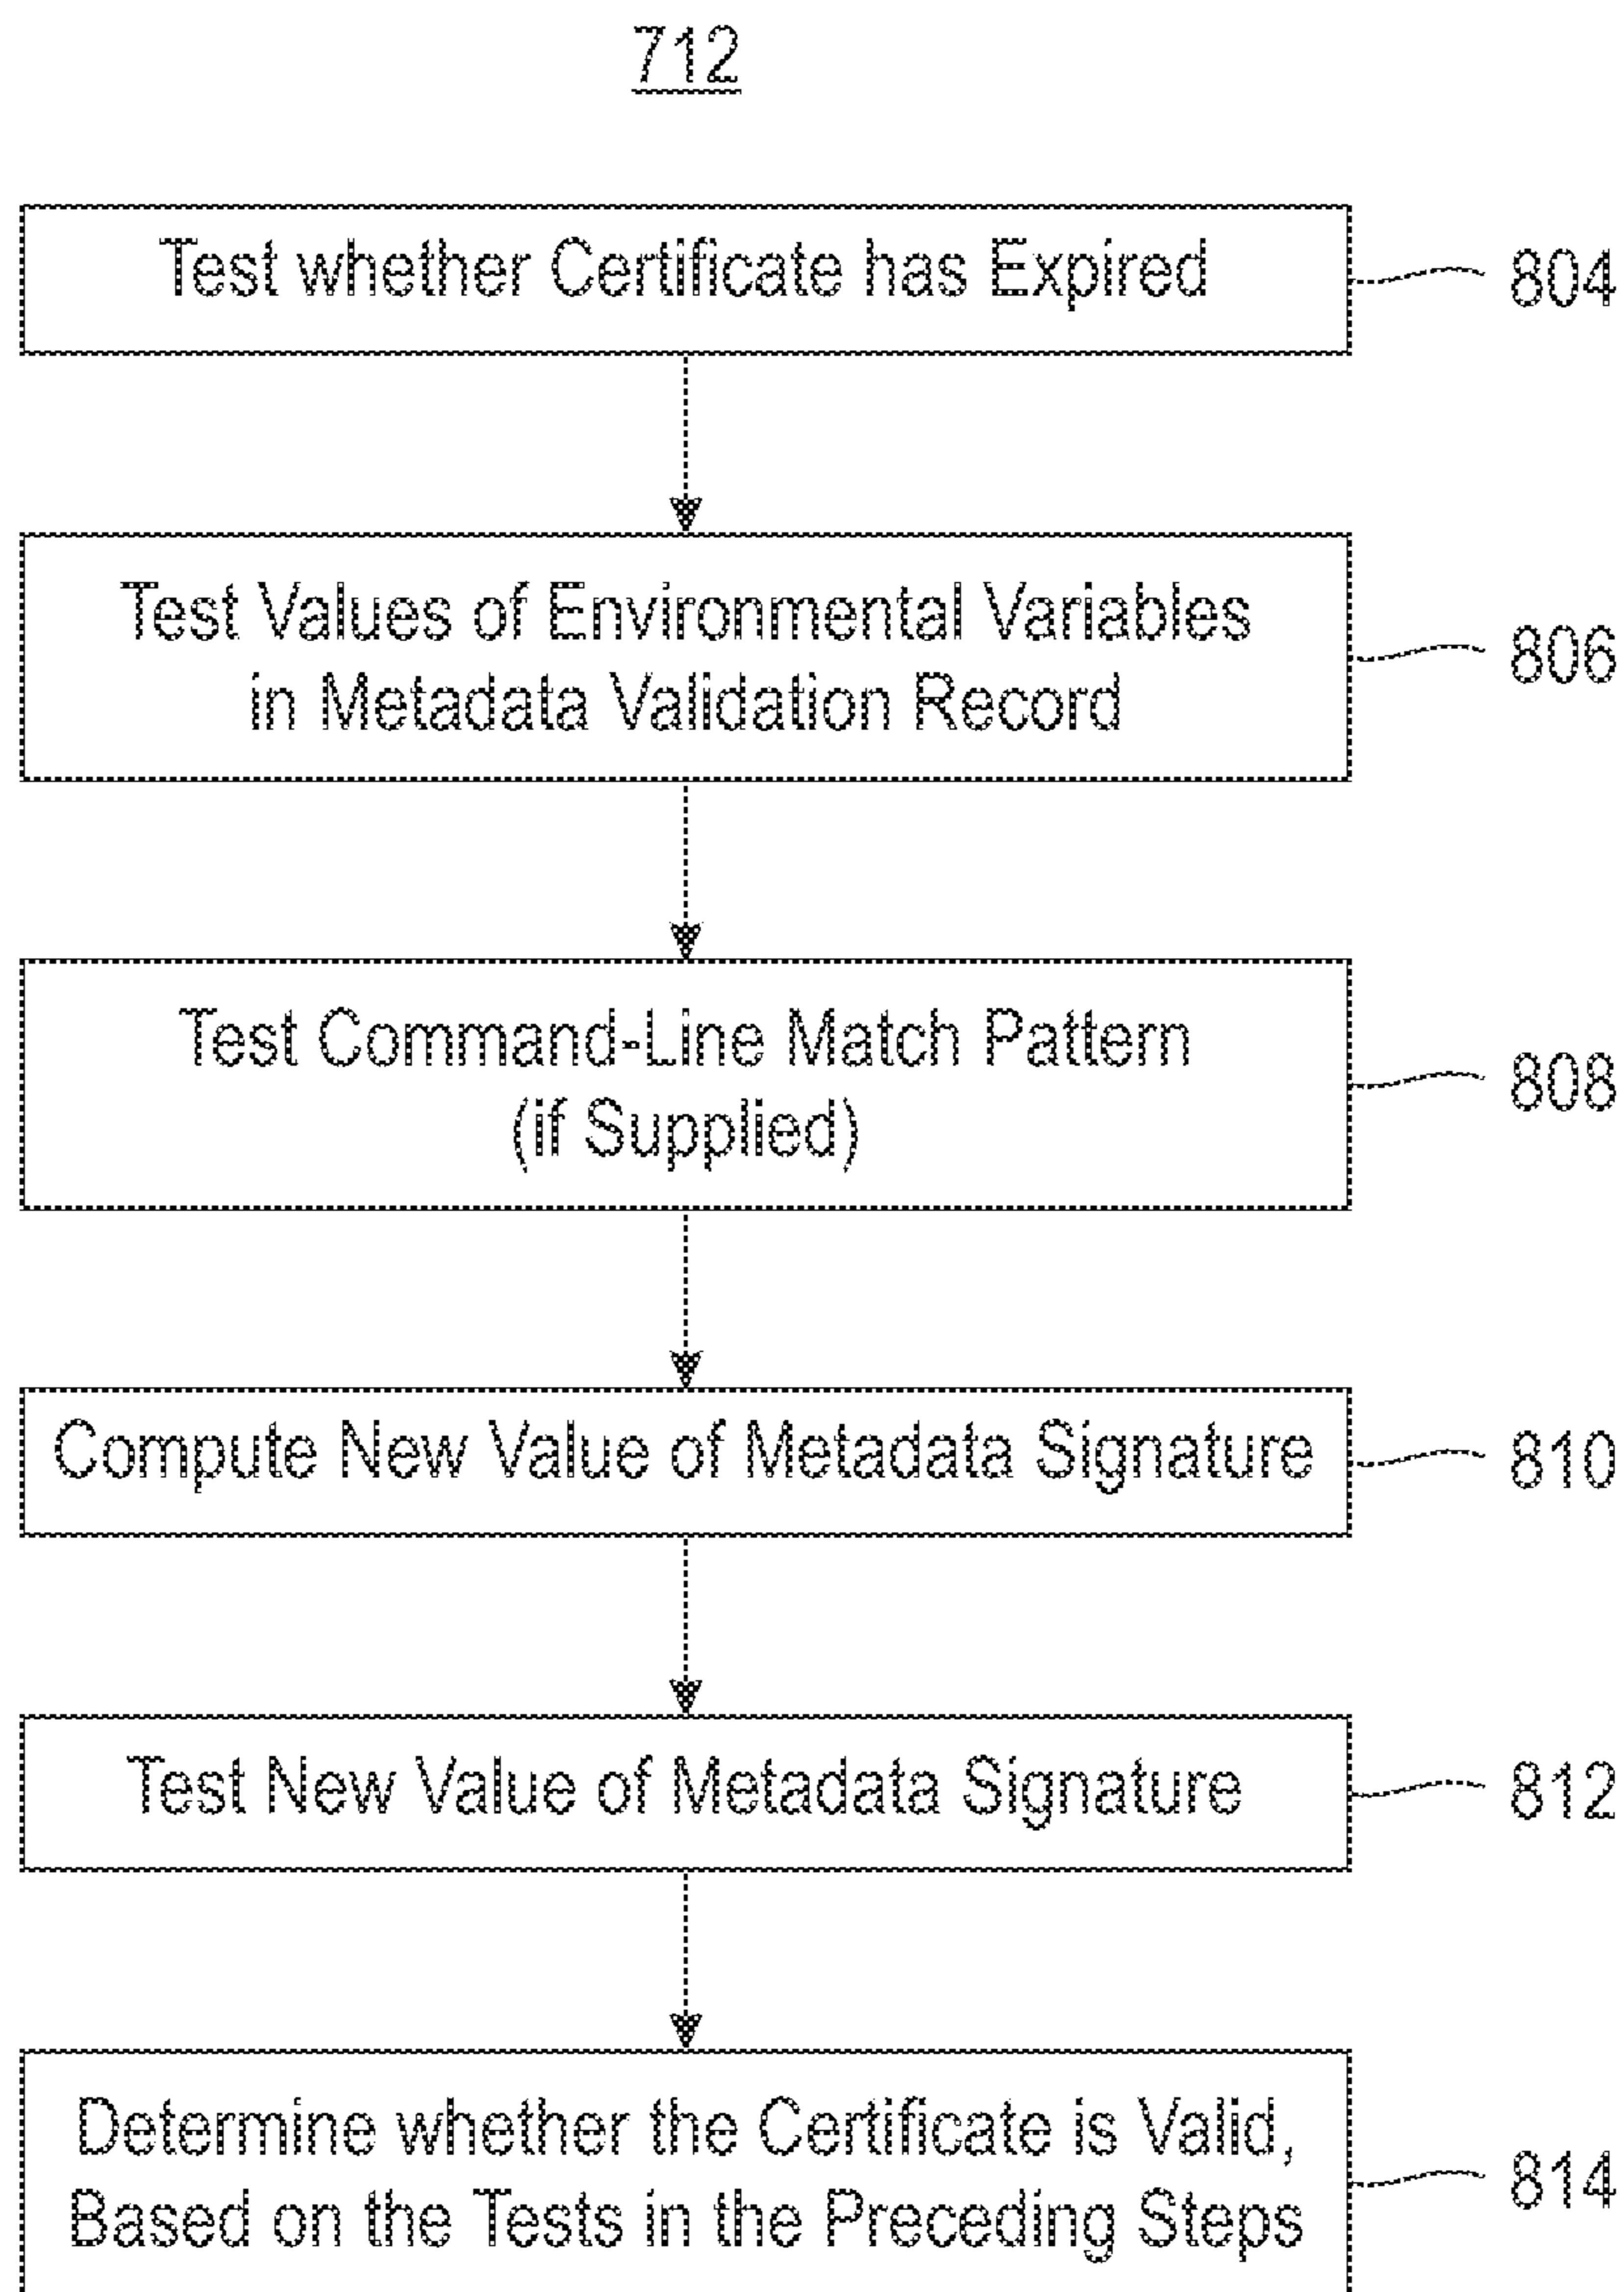 712
Test whether Certificate has Expired
804
Test Values of Environmental Variables
in Metadata Validation Record
806
Test Command-Line Match Pattern
(if Supplied)
808
Compute New Value of Metadata Signature
810
Test New Value of Metadata Signature
812
Determine whether the Certificate is Valid,
Based on the Tests in the Preceding Steps
814